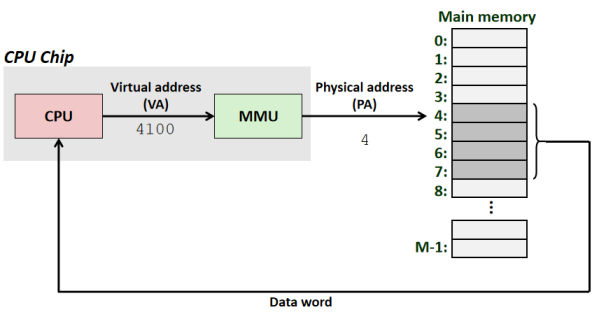 Main memory
0:
1:
2:
3:
4:
5:
6:
7:
8:
⋮
M-1:
CPU Chip
CPU
Virtual address
(VA)
4100
MMU
Physical address
(PA)
4
Data word